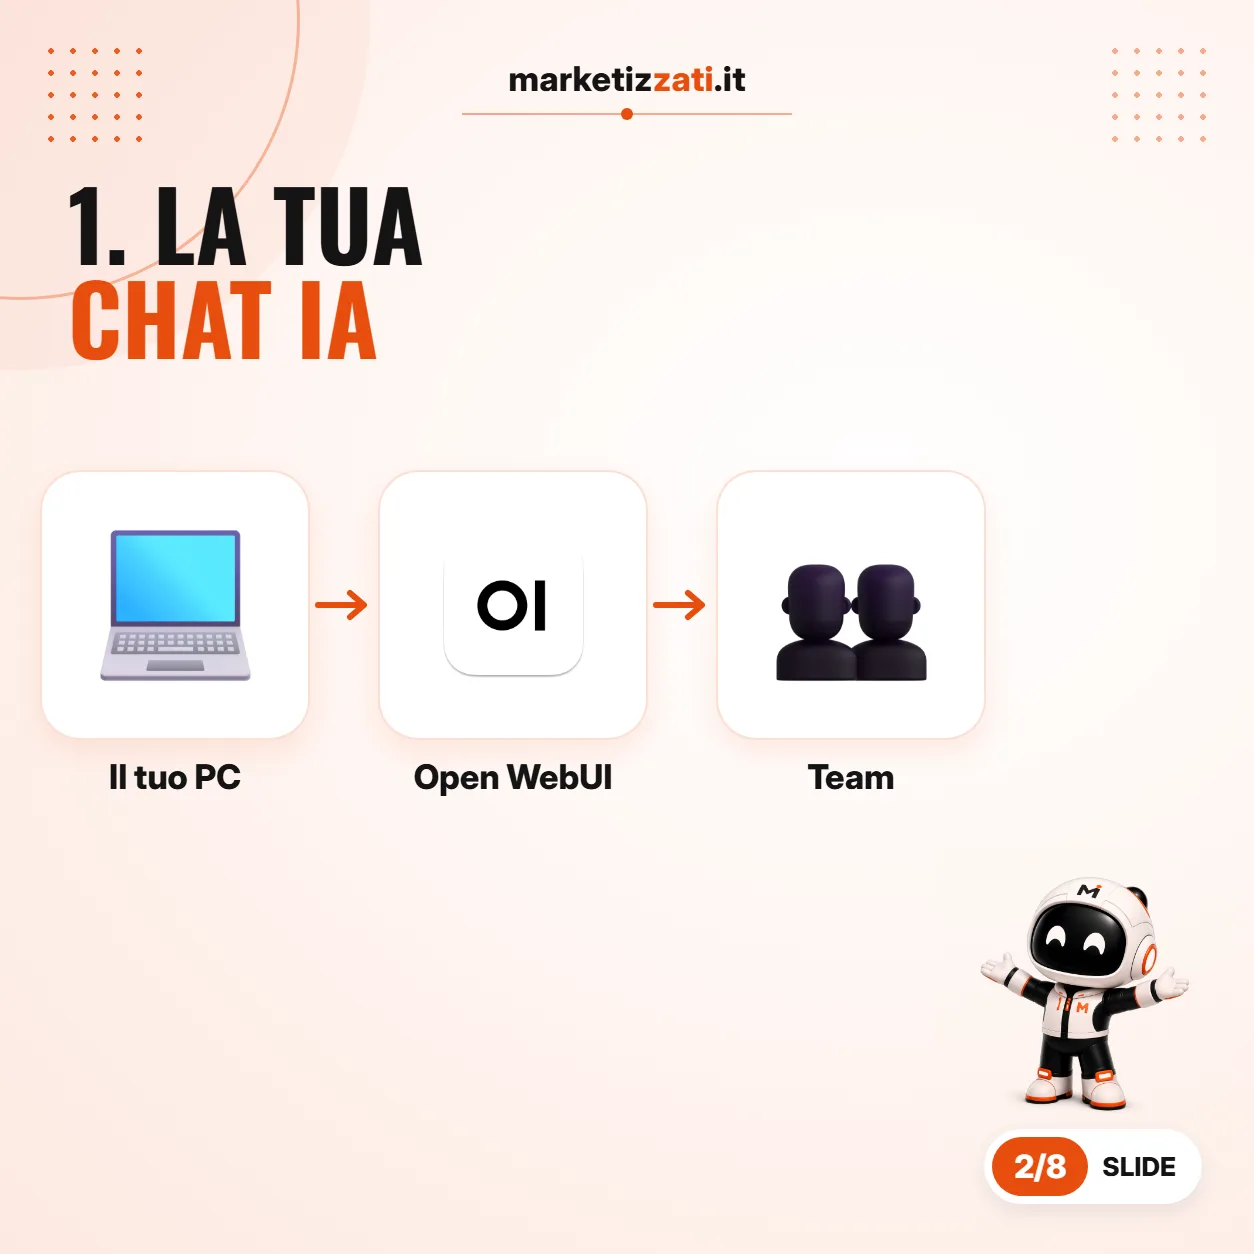 marketizzati.it
1. LA TUA
CHAT IA
OI
Il tuo PC
Open WebUI
Team
M
2/8 SLIDE